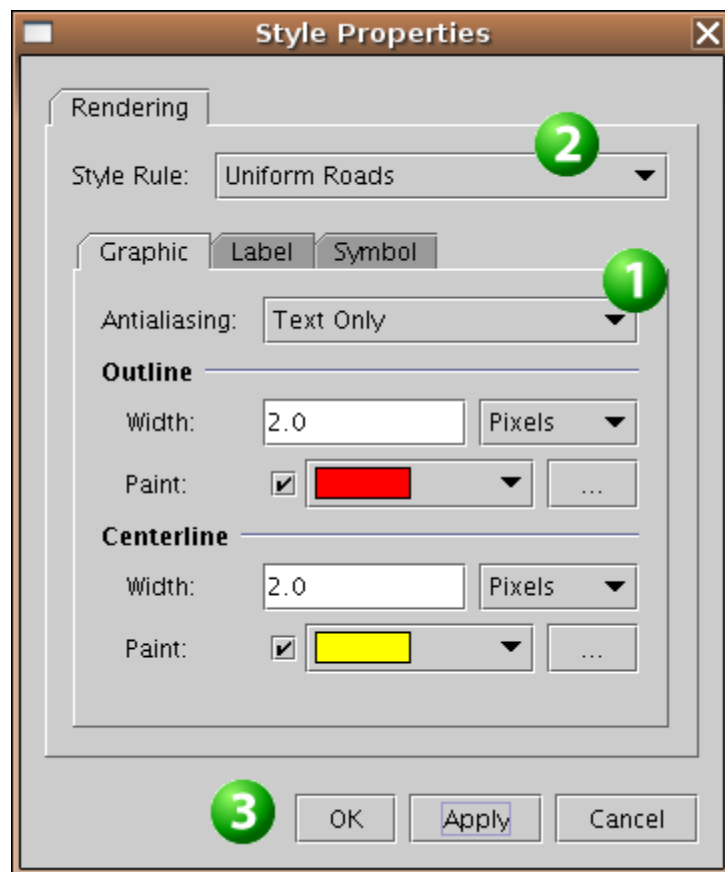 Style Properties
Rendering
2
Style Rule: Uniform Roads
Graphic Label Symbol
1
Antialiasing: Text Only
Outline
Width: 2.0 Pixels
Paint: ...
Centerline
Width: 2.0 Pixels
Paint: ...
3 OK Apply Cancel